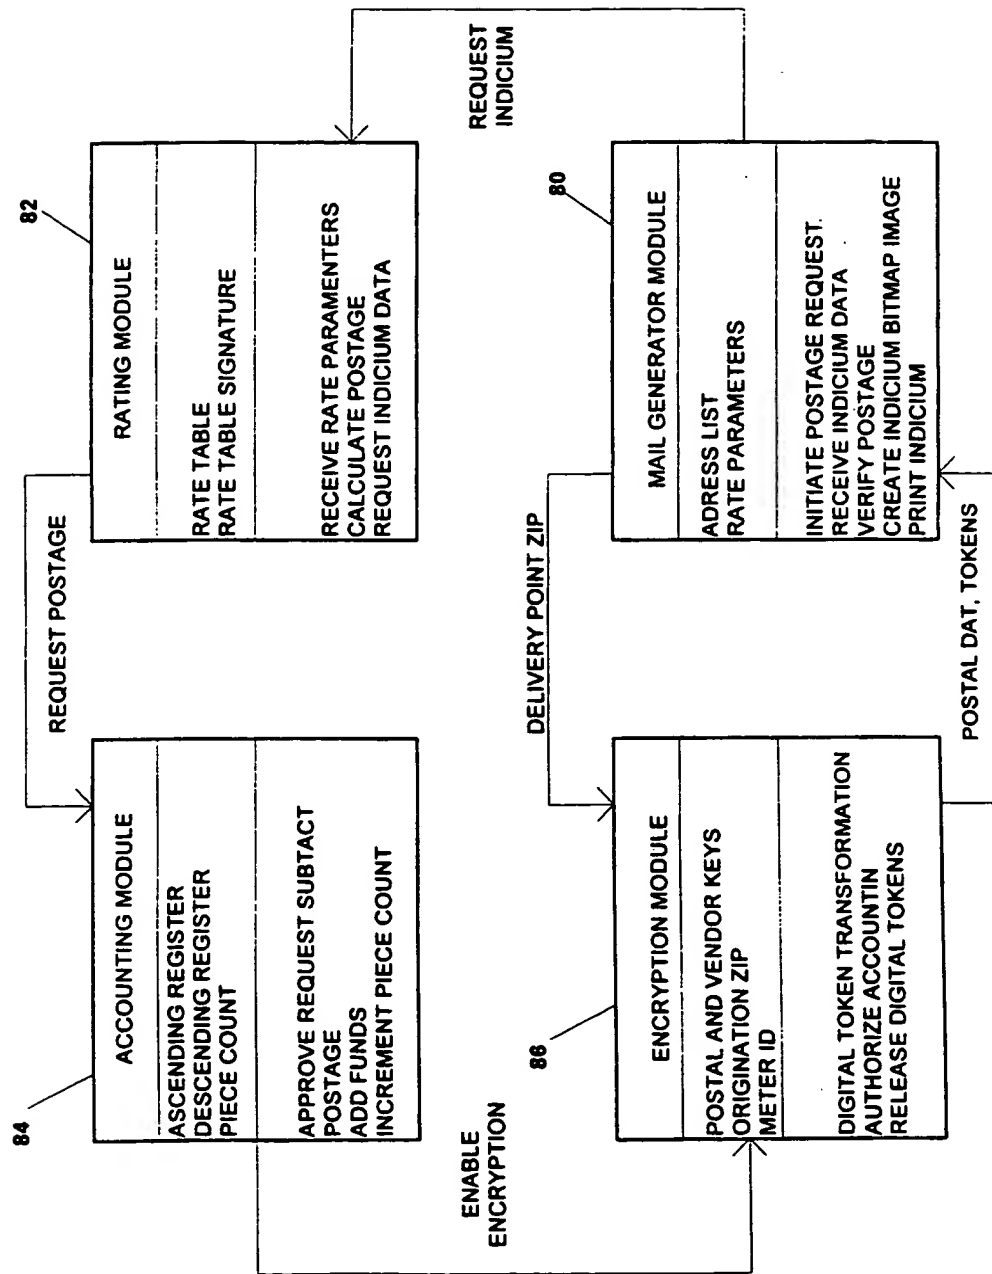 84
ACCOUNTING MODULE
ASCENDING REGISTER
DESCENDING REGISTER
PIECE COUNT
APPROVE REQUEST SUBTACT
POSTAGE
ADD FUNDS
INCREMENT PIECE COUNT
REQUEST POSTAGE
82
RATING MODULE
RATE TABLE
RATE TABLE SIGNATURE
RECEIVE RATE PARAMENTERS
CALCULATE POSTAGE
REQUEST INDICIUM DATA
ENABLE
ENCRYPTION
REQUEST
INDICIUM
86
ENCRYPTION MODULE
POSTAL AND VENDOR KEYS
ORIGINATION ZIP
METER ID
DIGITAL TOKEN TRANSFORMATION
AUTHORIZE ACCOUNTIN
RELEASE DIGITAL TOKENS
DELIVERY POINT ZIP
80
MAIL GENERATOR MODULE
ADRESS LIST
RATE PARAMETERS
INITIATE POSTAGE REQUEST.
RECEIVE INDICIUM DATA
VERIFY POSTAGE
CREATE INDICIUM BITMAP IMAGE
PRINT INDICIUM
POSTAL DAT, TOKENS